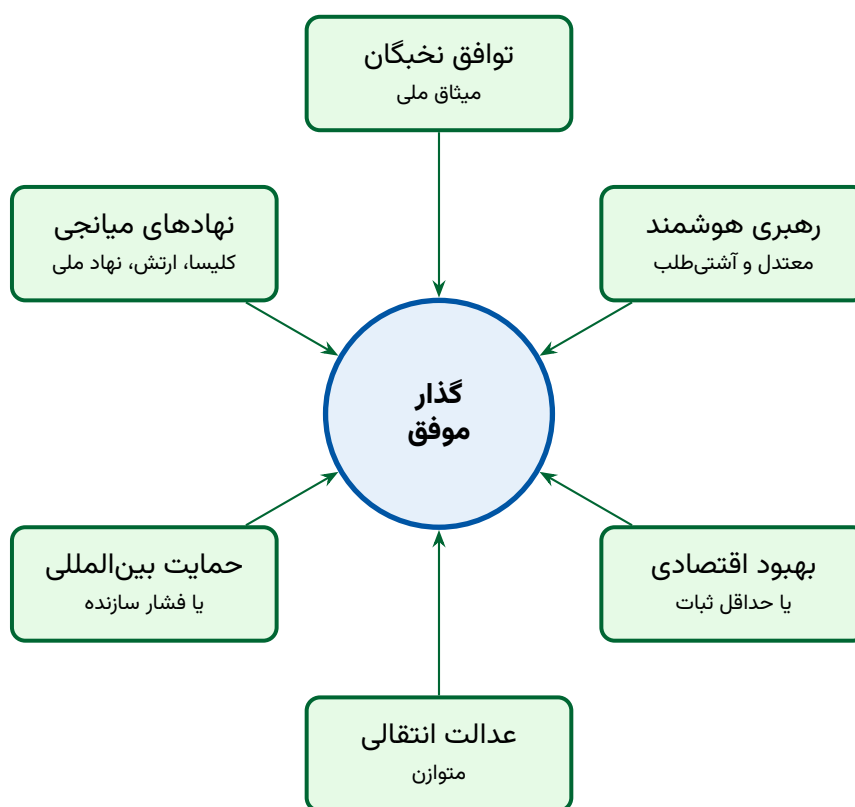 توافق نخبگان
میثاق ملی
رهبری هوشمند
معتدل و آشتی‌طلب
نهادهای میانجی
کلیسا، ارتش، نهاد ملی
گذار
موفق
بهبود اقتصادی
یا حداقل ثبات
حمایت بین‌المللی
یا فشار سازنده
عدالت انتقالی
متوازن